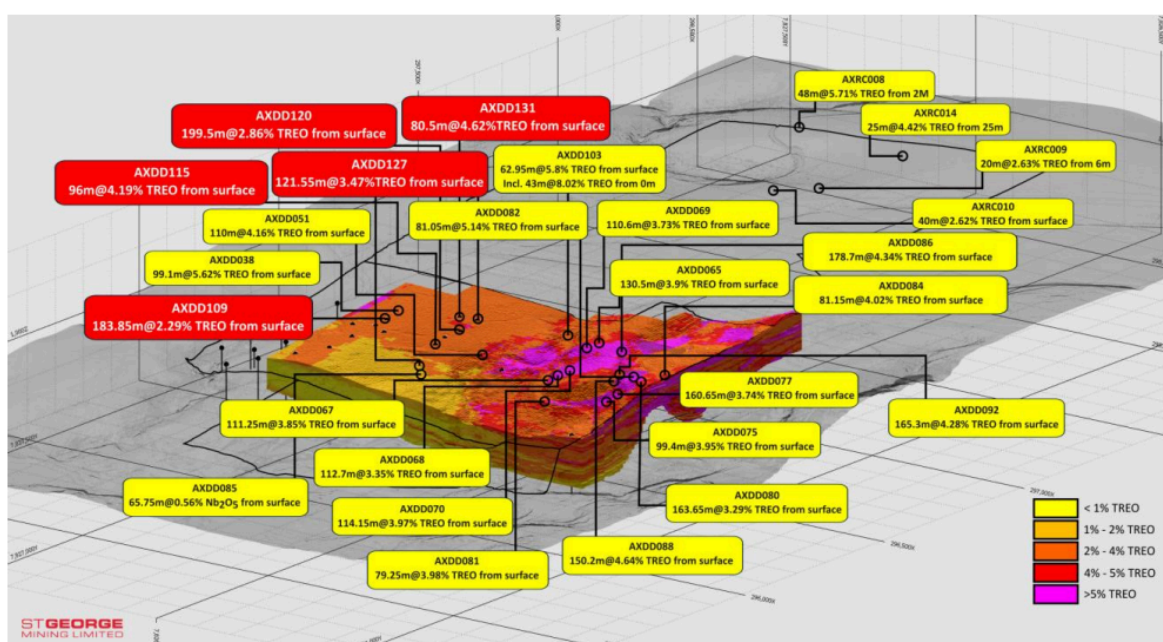 AXRC008
48m@5.71% TREO from 2M
AXRC014
25m@4.42% TREO from 25m
AXRC009
20m@2.63% TREO from 6m
AXRC010
40m@2.62% TREO from surface
AXDD120
199.5m@2.86% TREO from surface
AXDD131
80.5m@4.62%TREO from surface
AXDD115
96m@4.19% TREO from surface
AXDD127
121.55m@3.47%TREO from surface
AXDD103
62.95m@5.8% TREO from surface
Incl. 43m@8.02% TREO from 0m
AXDD051
110m@4.16% TREO from surface
AXDD082
81.05m@5.14% TREO from surface
AXDD069
110.6m@3.73% TREO from surface
AXDD086
178.7m@4.34% TREO from surface
AXDD038
99.1m@5.62% TREO from surface
AXDD065
130.5m@3.9% TREO from surface
AXDD084
81.15m@4.02% TREO from surface
AXDD109
183.85m@2.29% TREO from surface
AXDD067
111.25m@3.85% TREO from surface
AXDD077
160.65m@3.74% TREO from surface
AXDD092
165.3m@4.28% TREO from surface
AXDD075
99.4m@3.95% TREO from surface
AXDD068
112.7m@3.35% TREO from surface
AXDD085
65.75m@0.56% Nb₂O₅ from surface
AXDD070
114.15m@3.97% TREO from surface
AXDD080
163.65m@3.29% TREO from surface
AXDD081
79.25m@3.98% TREO from surface
AXDD088
150.2m@4.64% TREO from surface
297,000X
296,500X
296,000X
7,937,000X
< 1% TREO
1% - 2% TREO
2% - 4% TREO
4% - 5% TREO
>5% TREO
STGEORGE
MINING LIMITED